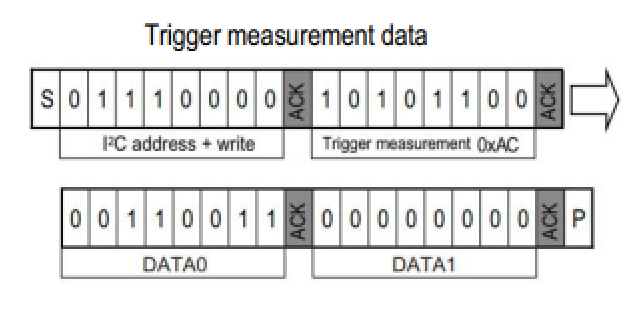 Trigger measurement data
S 0 1 1 1 0 0 0 0 ACK 1 0 1 0 1 1 0 0 ACK
I²C address + write Trigger measurement 0xAC
0 0 1 1 0 0 1 1 ACK 0 0 0 0 0 0 0 0 ACK P
DATA0 DATA1